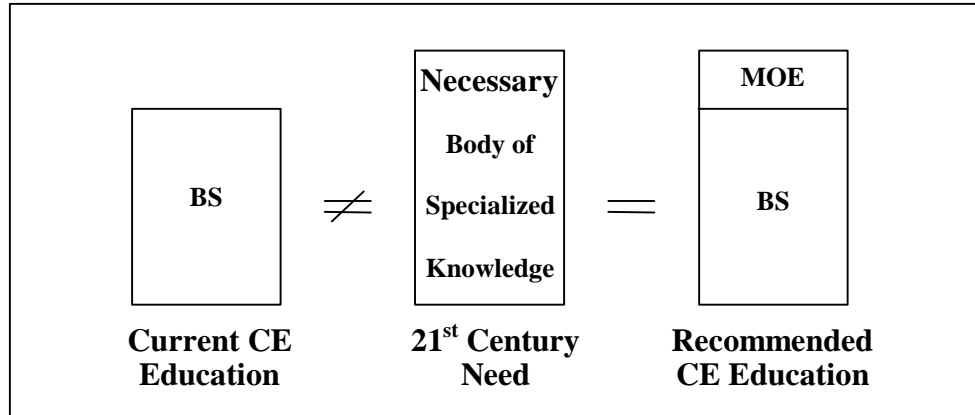 BS
≠
Necessary
Body of
Specialized
Knowledge
=
MOE
BS
Current CE
Education
21st Century
Need
Recommended
CE Education